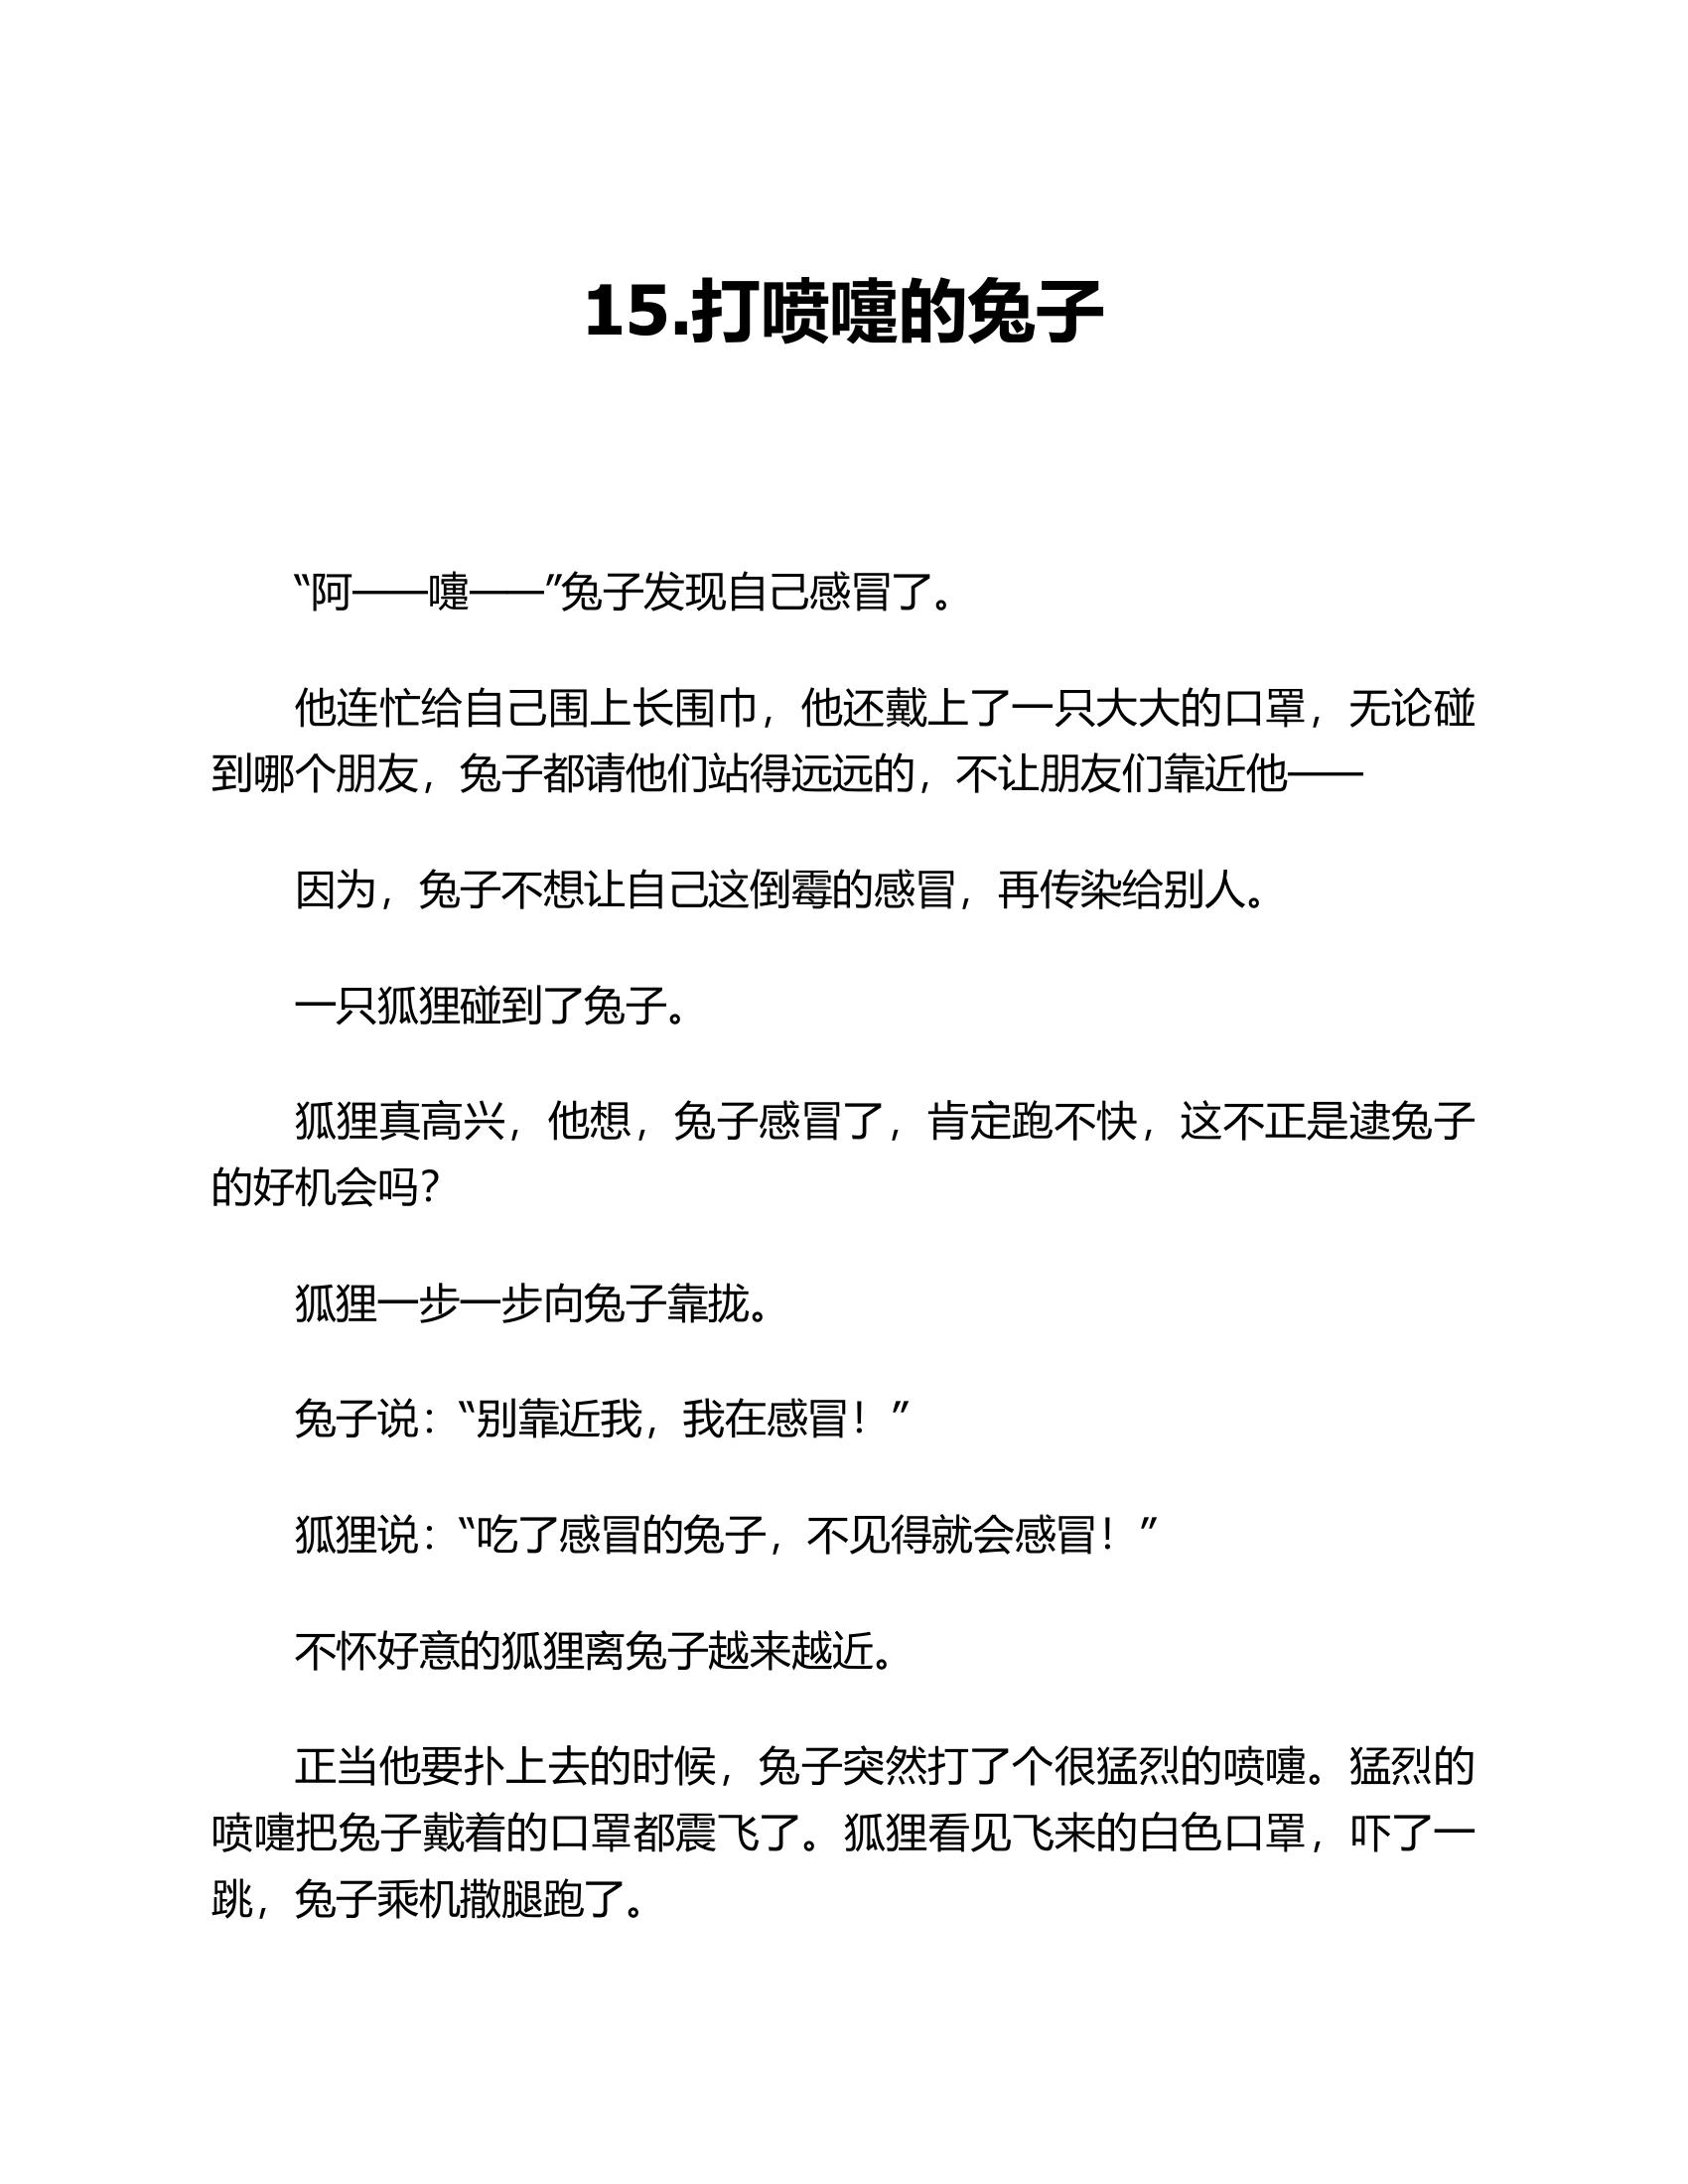 15.打喷嚏的兔子
“阿——嚏——”兔子发现自己感冒了。
他连忙给自己围上长围巾，他还戴上了一只大大的口罩，无论碰
到哪个朋友，兔子都请他们站得远远的，不让朋友们靠近他——
因为，兔子不想让自己这倒霉的感冒，再传染给别人。
一只狐狸碰到了兔子。
狐狸真高兴，他想，兔子感冒了，肯定跑不快，这不正是逮兔子
的好机会吗？
狐狸一步一步向兔子靠拢。
兔子说：“别靠近我，我在感冒！”
狐狸说：“吃了感冒的兔子，不见得就会感冒！”
不怀好意的狐狸离兔子越来越近。
正当他要扑上去的时候，兔子突然打了个很猛烈的喷嚏。猛烈的
喷嚏把兔子戴着的口罩都震飞了。狐狸看见飞来的白色口罩，吓了一
跳，兔子乘机撒腿跑了。